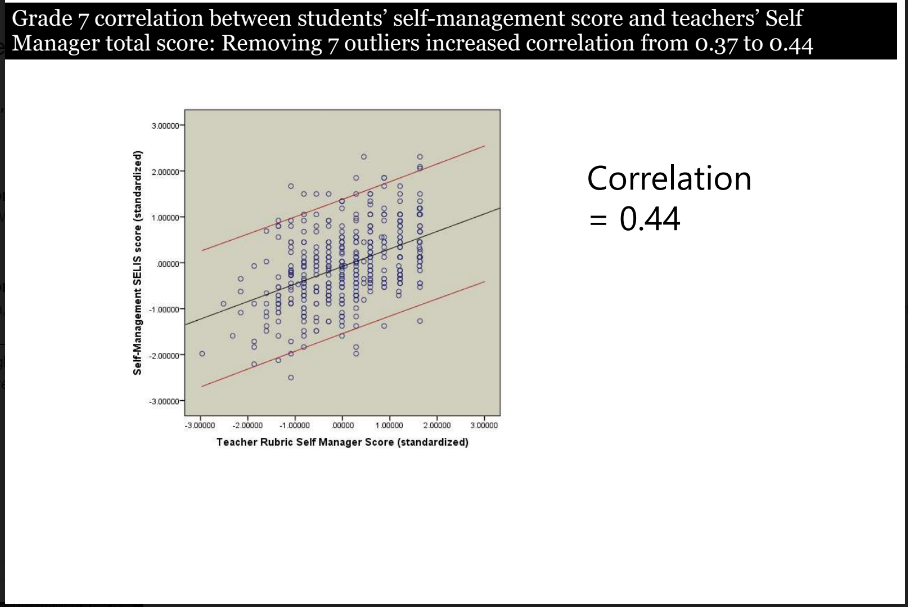 Grade 7 correlation between students’ self-management score and teachers’ Self
Manager total score: Removing 7 outliers increased correlation from 0.37 to 0.44
Self-Management SELIS score (standardized)
3.00000
2.00000
1.00000
.00000
-1.00000
-2.00000
-3.00000
-3.00000 -2.00000 -1.00000 .00000 1.00000 2.00000 3.00000
Teacher Rubric Self Manager Score (standardized)
Correlation
= 0.44